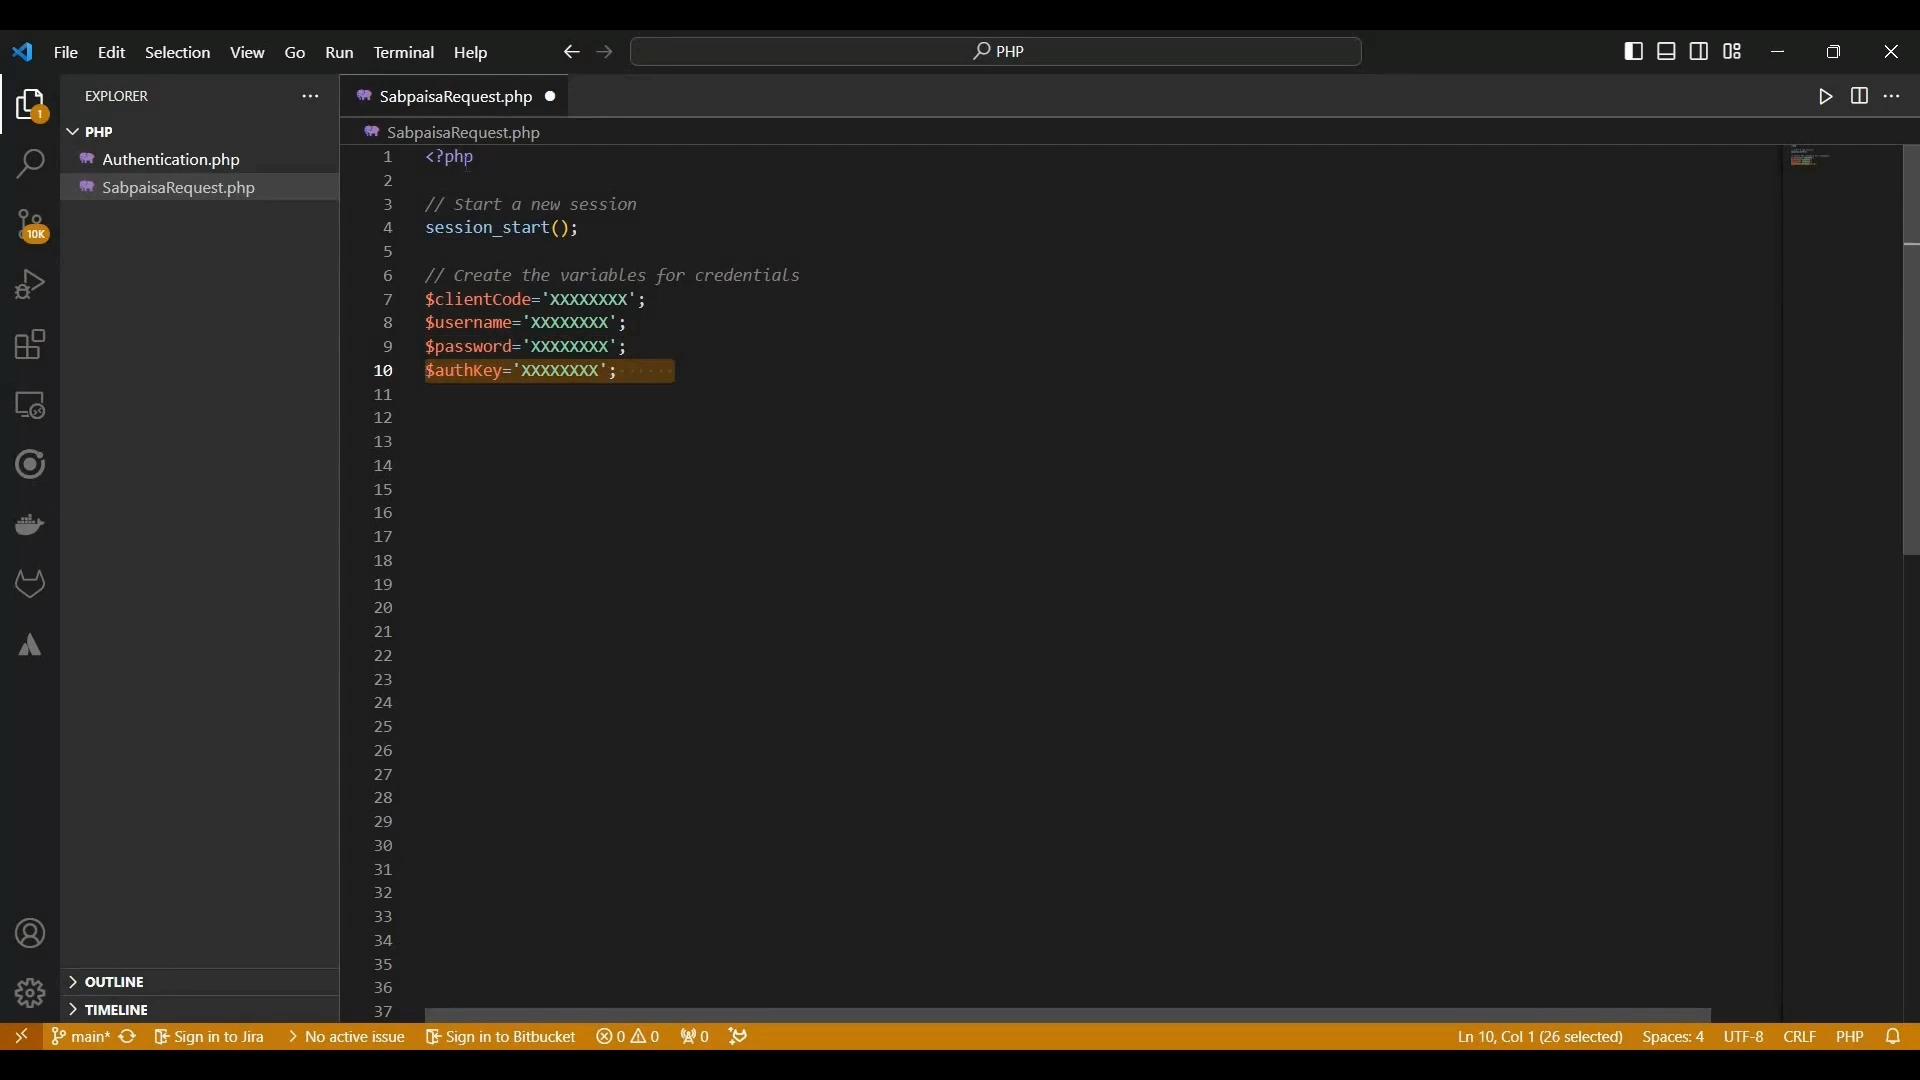 File Edit Selection View Go Run Terminal Help
PHP
EXPLORER
PHP
Authentication.php
SabpaisaRequest.php
OUTLINE
TIMELINE
1
10K
SabpaisaRequest.php
SabpaisaRequest.php
1 <?php
2
3 // Start a new session
4 session_start();
5
6 // Create the variables for credentials
7 $clientCode='XXXXXXXX';
8 $username='XXXXXXXX';
9 $password='XXXXXXXX';
10 $authKey='XXXXXXXX';
11
12
13
14
15
16
17
18
19
20
21
22
23
24
25
26
27
28
29
30
31
32
33
34
35
36
37
main* Sign in to Jira No active issue Sign in to Bitbucket 0 0 0 Ln 10, Col 1 (26 selected) Spaces: 4 UTF-8 CRLF PHP